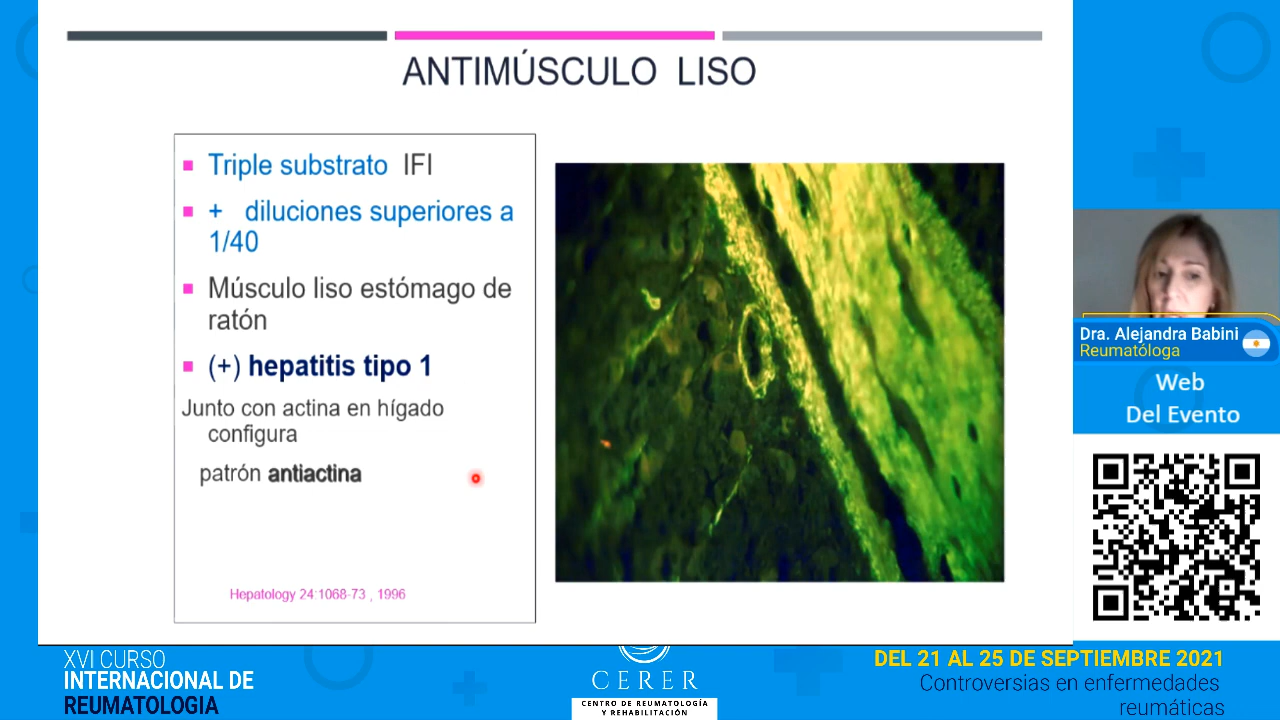 ANTIMÚSCULO LISO
Triple substrato IFI
+ diluciones superiores a
1/40
Músculo liso estómago de
ratón
(+) hepatitis tipo 1
Junto con actina en hígado
configura
patrón antiactina
Hepatology 24:1068-73 , 1996
Dra. Alejandra Babini
Reumatóloga
Web
Del Evento
XVI CURSO
INTERNACIONAL DE
REUMATOLOGIA
CERER
CENTRO DE REUMATOLOGÍA
Y REHABILITACIÓN
DEL 21 AL 25 DE SEPTIEMBRE 2021
Controversias en enfermedades
reumáticas